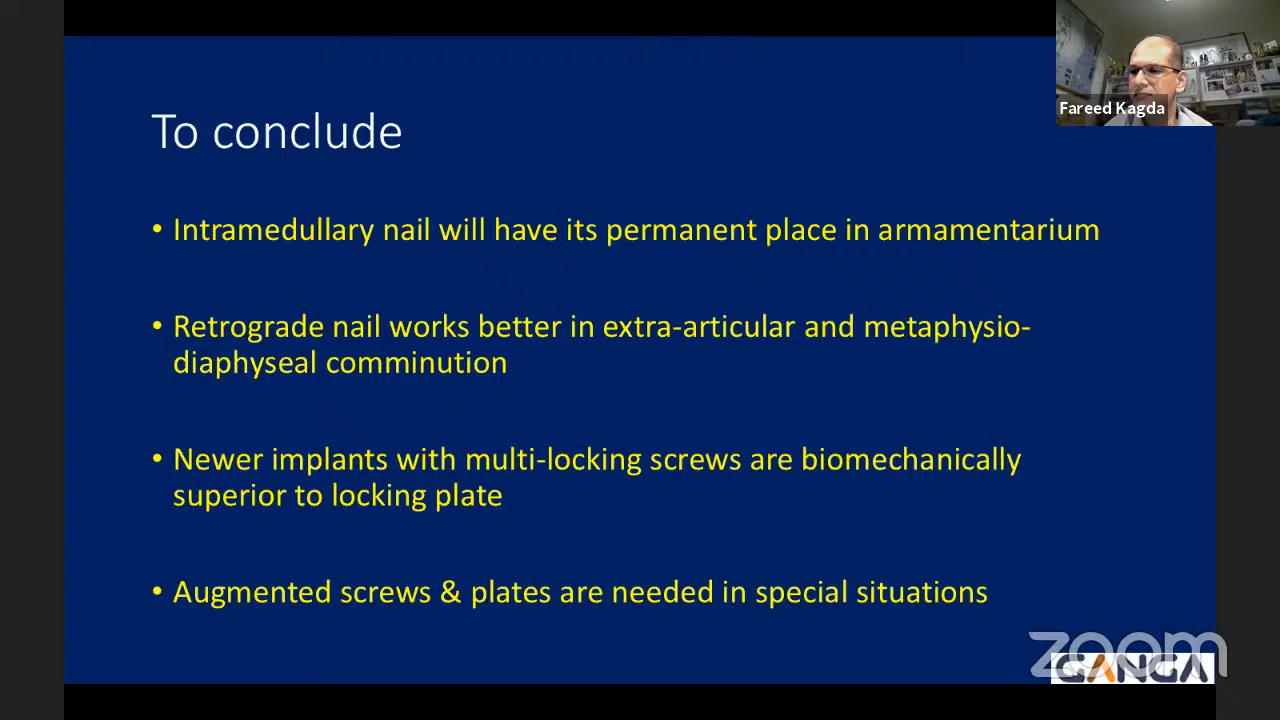 Fareed Kagda
To conclude
• Intramedullary nail will have its permanent place in armamentarium
• Retrograde nail works better in extra-articular and metaphysio-
diaphyseal comminution
• Newer implants with multi-locking screws are biomechanically
superior to locking plate
• Augmented screws & plates are needed in special situations
zoom
GANGA